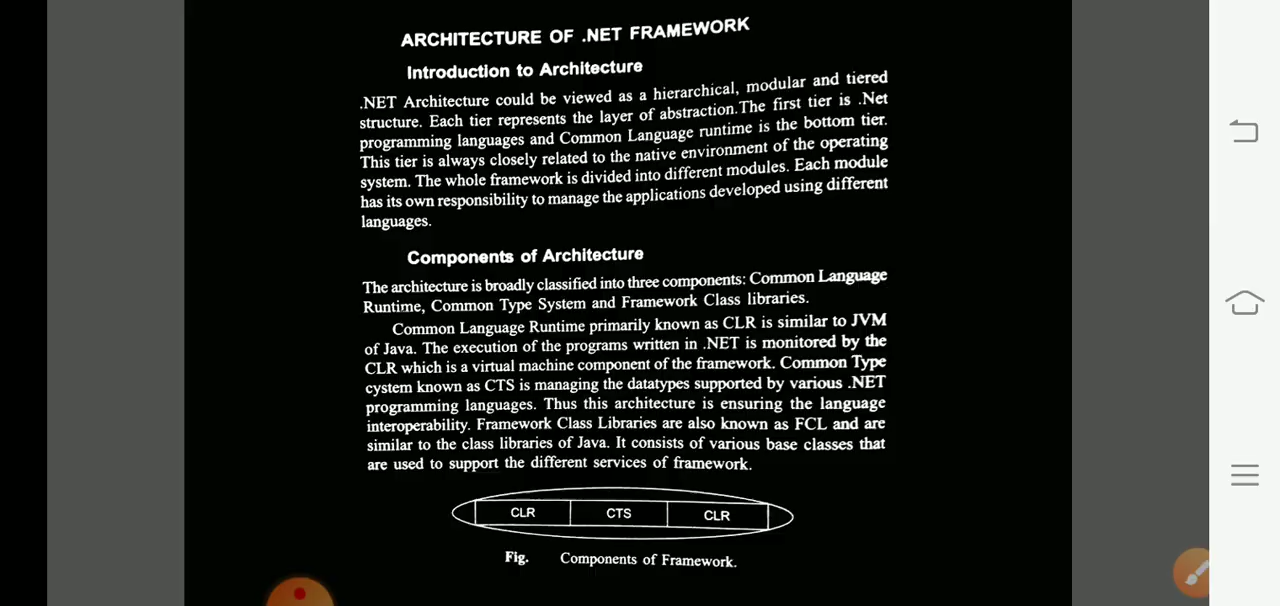 ARCHITECTURE OF .NET FRAMEWORK
Introduction to Architecture
.NET Architecture could be viewed as a hierarchical, modular and tiered
structure. Each tier represents the layer of abstraction.The first tier is .Net
programming languages and Common Language runtime is the bottom tier.
This tier is always closely related to the native environment of the operating
system. The whole framework is divided into different modules. Each module
has its own responsibility to manage the applications developed using different
languages.
Components of Architecture
The architecture is broadly classified into three components: Common Language
Runtime, Common Type System and Framework Class libraries.
Common Language Runtime primarily known as CLR is similar to JVM
of Java. The execution of the programs written in .NET is monitored by the
CLR which is a virtual machine component of the framework. Common Type
cystem known as CTS is managing the datatypes supported by various .NET
programming languages. Thus this architecture is ensuring the language
interoperability. Framework Class Libraries are also known as FCL and are
similar to the class libraries of Java. It consists of various base classes that
are used to support the different services of framework.
CLR CTS CLR
Fig. Components of Framework.